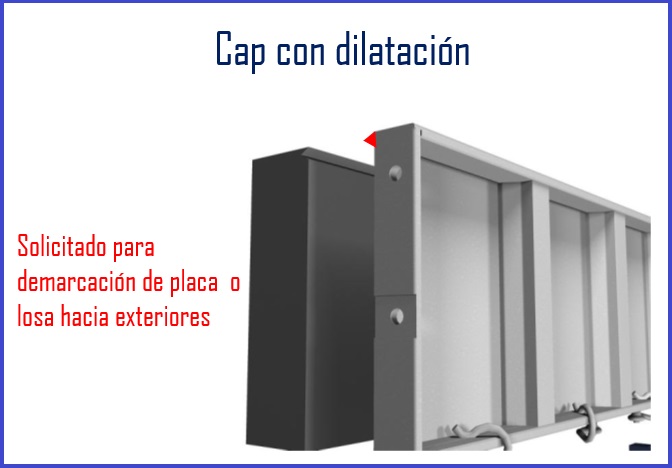 Cap con dilatación
Solicitado para
demarcación de placa o
losa hacia exteriores